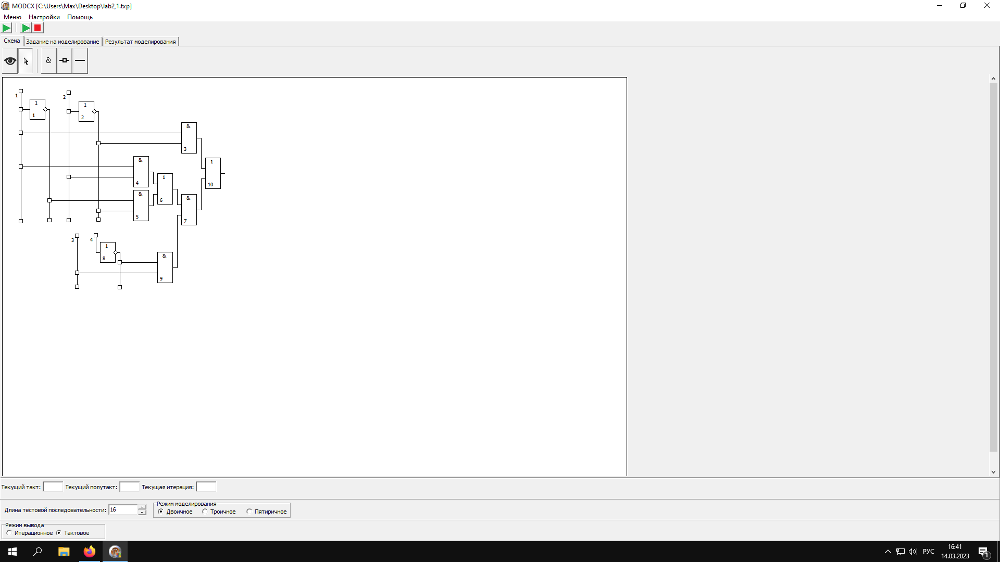 MODCX [C:\Users\Max\Desktop\lab2,1.txp]
Меню Настройки Помощь
Схема Задание на моделирование Результат моделирования
&
1 2
1 1
1 2
&
3
& 1
1
4 10
& & 6
5 7
3 4
1 &
8
9
Текущий такт: Текущий полутакт: Текущая итерация:
Режим моделирования
Длина тестовой последовательности: 16 Двоичное Троичное Пятиричное
Режим вывода
Итерационное Тактовое
РУС 16:41
14.03.2023 1